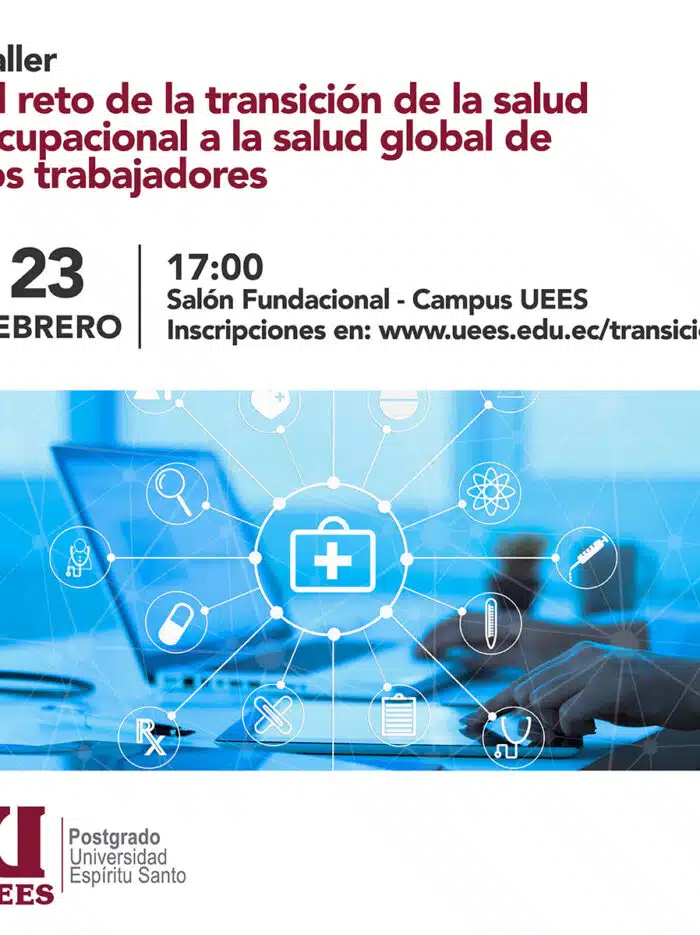 aller
l reto de la transición de la salud
cupacional a la salud global de
os trabajadores
23
EBRERO
17:00
Salón Fundacional - Campus UEES
Inscripciones en: www.uees.edu.ec/transici
Rx
EES
Postgrado
Universidad
Espíritu Santo